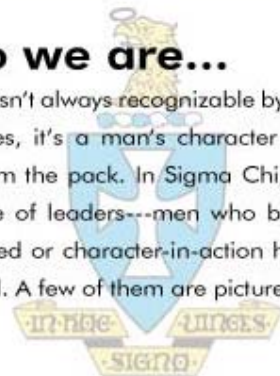 o we are...
sn't always recognizable by
es, it's a man's character
m the pack. In Sigma Chi
e of leaders---men who b
ed or character-in-action h
l. A few of them are picture
·IN·HOC· ·VINCES·
·SIGNO·